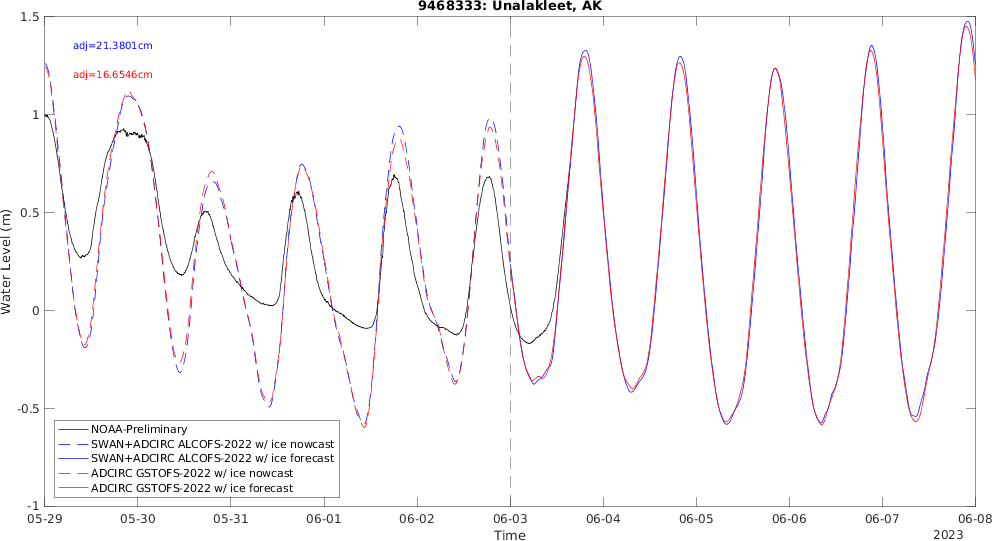 9468333: Unalakleet, AK
adj=21.3801cm
adj=16.6546cm
1.5
1
0.5
0
-0.5
-1
Water Level (m)
NOAA-Preliminary
SWAN+ADCIRC ALCOFS-2022 w/ ice nowcast
SWAN+ADCIRC ALCOFS-2022 w/ ice forecast
ADCIRC GSTOFS-2022 w/ ice nowcast
ADCIRC GSTOFS-2022 w/ ice forecast
05-29 05-30 05-31 06-01 06-02 06-03 06-04 06-05 06-06 06-07 06-08
Time
2023